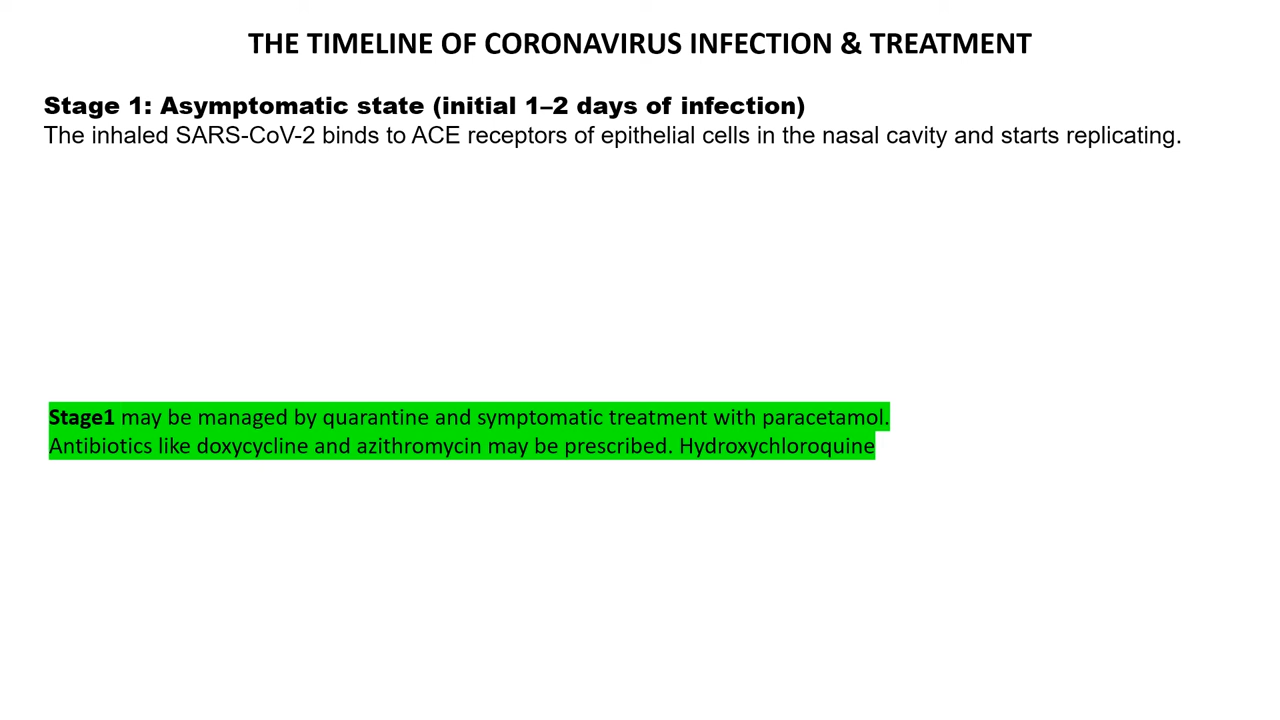 THE TIMELINE OF CORONAVIRUS INFECTION & TREATMENT
Stage 1: Asymptomatic state (initial 1–2 days of infection)
The inhaled SARS-CoV-2 binds to ACE receptors of epithelial cells in the nasal cavity and starts replicating.
Stage1 may be managed by quarantine and symptomatic treatment with paracetamol.
Antibiotics like doxycycline and azithromycin may be prescribed. Hydroxychloroquine